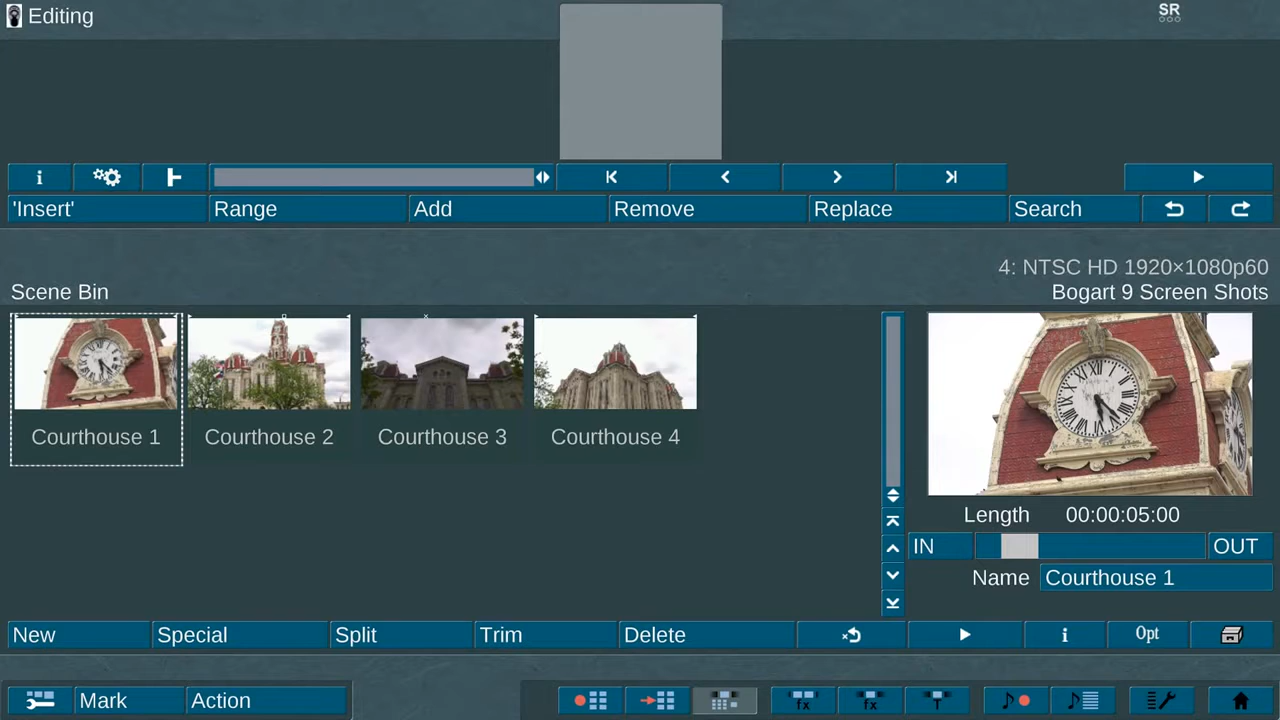 Editing
SR
'Insert'
Range
Add
Remove
Replace
Search
4: NTSC HD 1920×1080p60
Scene Bin
Bogart 9 Screen Shots
Courthouse 1
Courthouse 2
Courthouse 3
Courthouse 4
Length 00:00:05:00
IN
OUT
Name Courthouse 1
New
Special
Split
Trim
Delete
i
Opt
Mark
Action
fx
fx
T